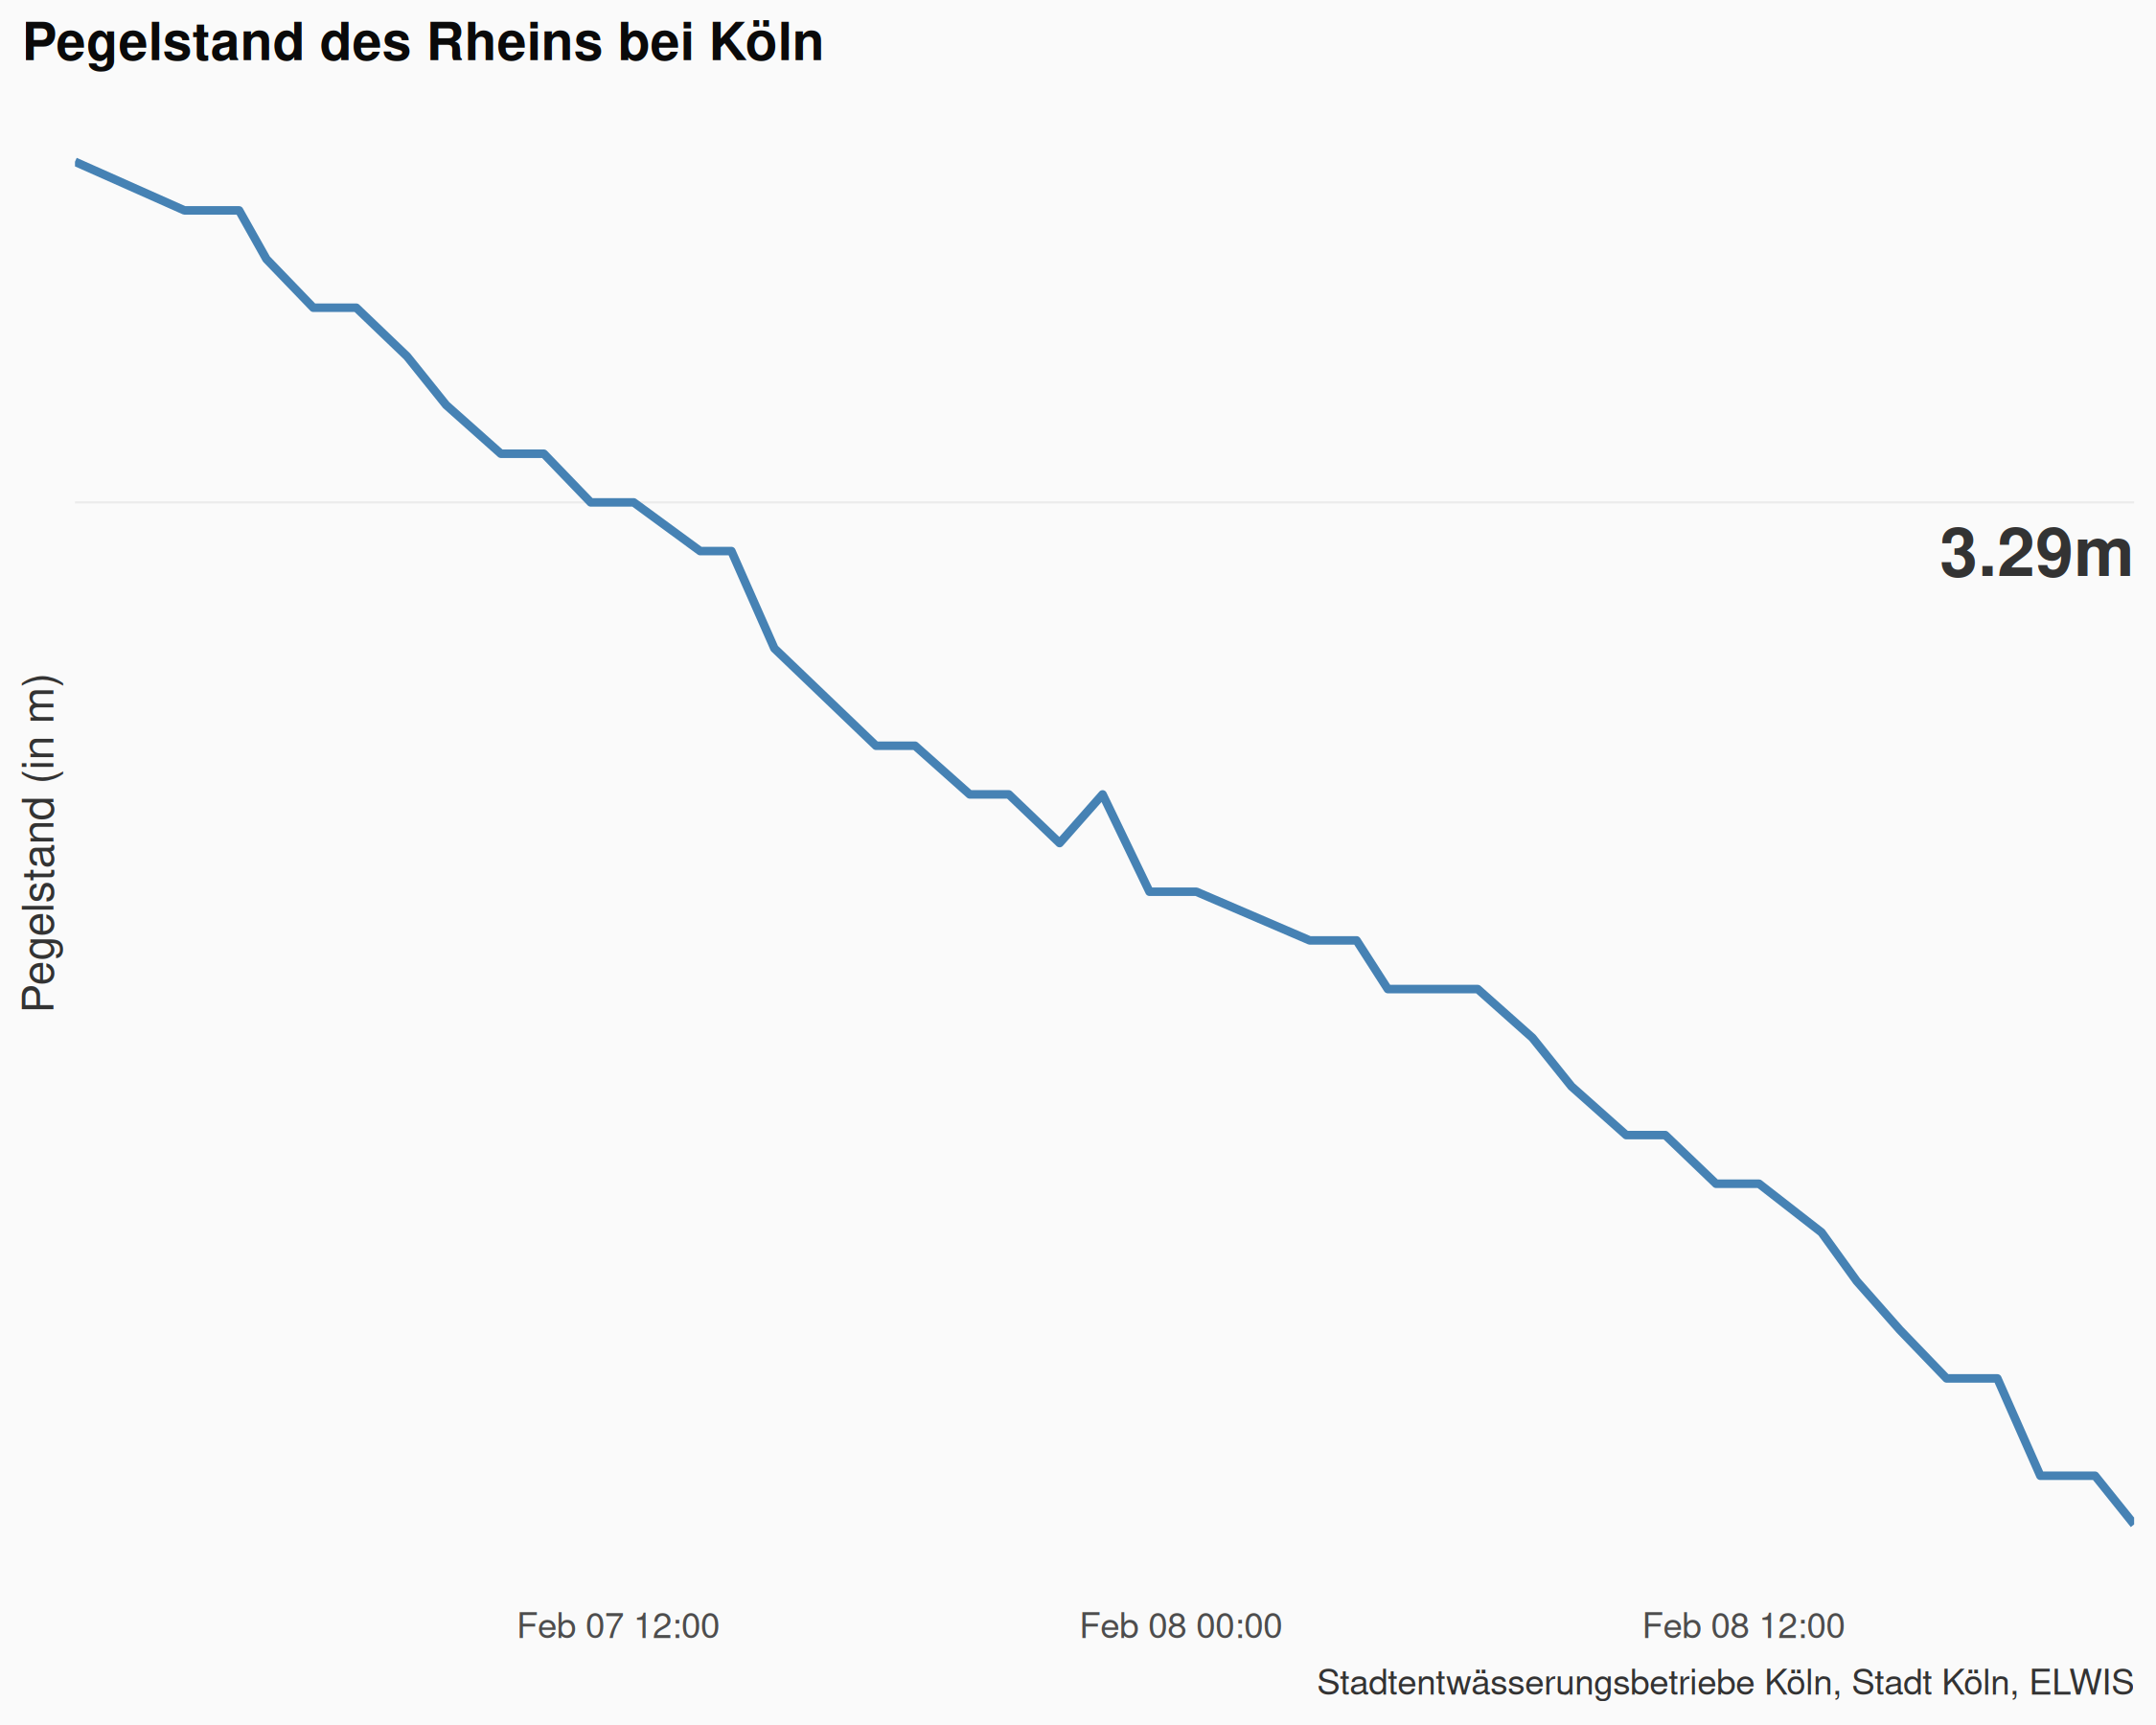 Pegelstand des Rheins bei Köln
3.29m
Pegelstand (in m)
Feb 07 12:00
Feb 08 00:00
Feb 08 12:00
Stadtentwässerungsbetriebe Köln, Stadt Köln, ELWIS